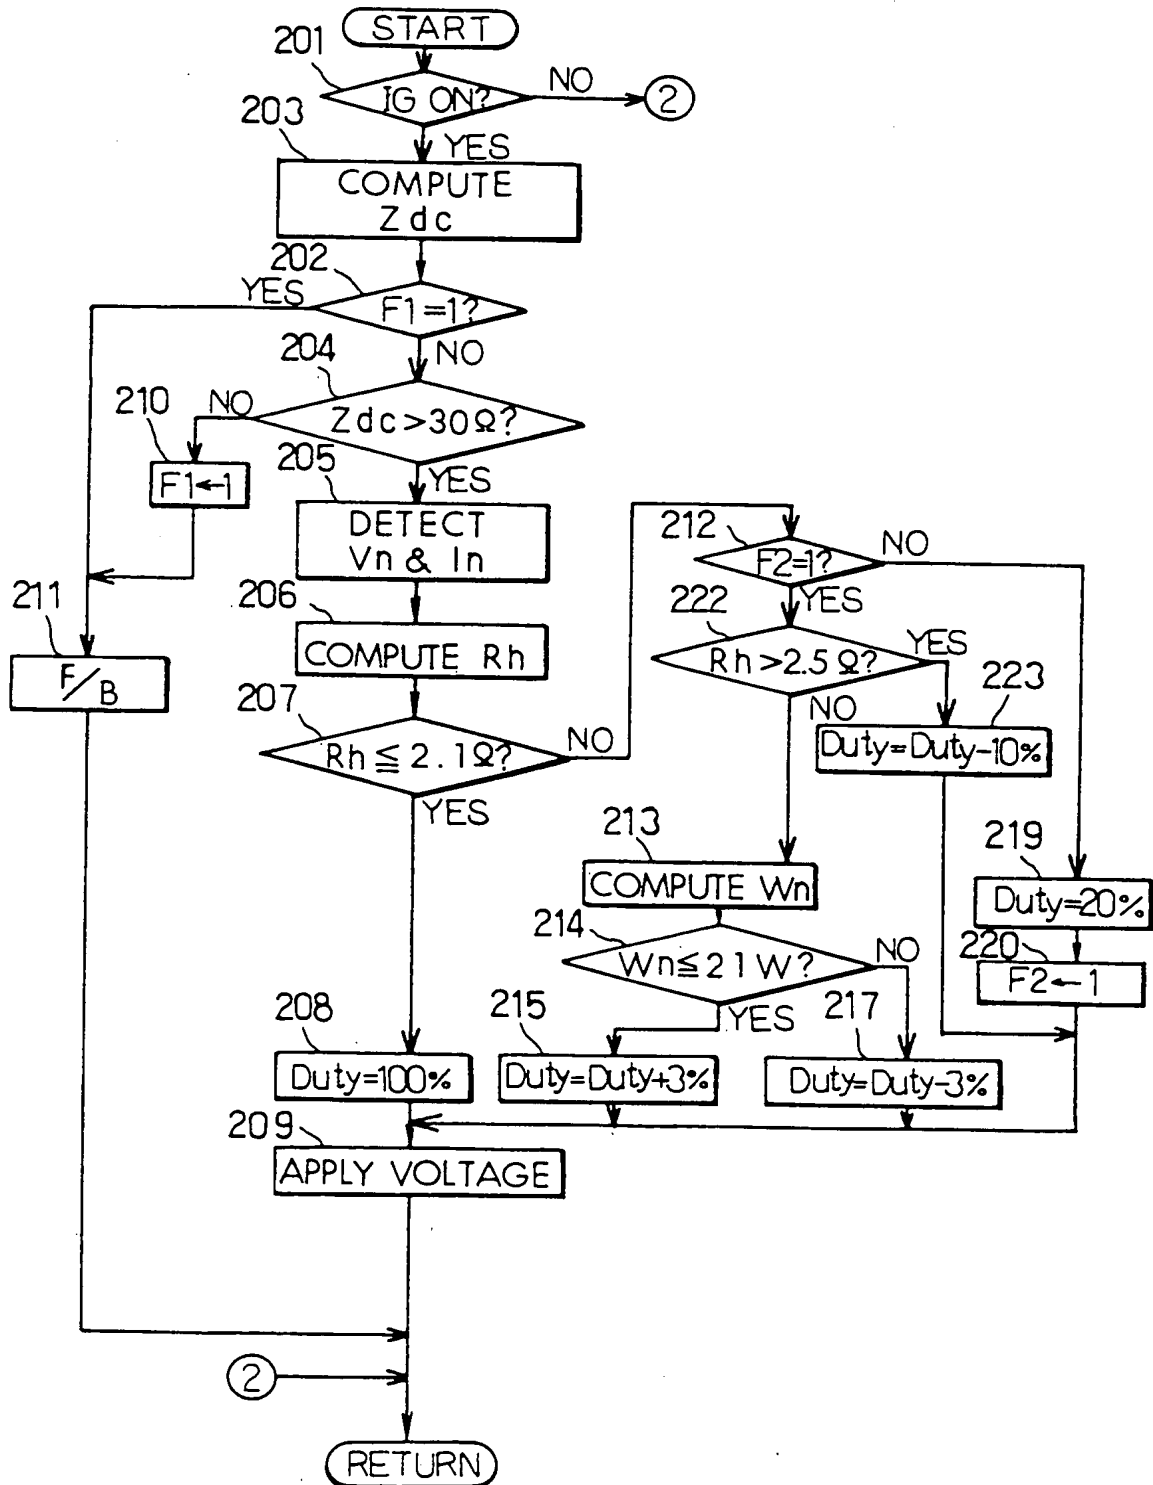 START
201
IG ON?
NO
2
203
YES
COMPUTE
Zdc
202
YES
F1=1?
204
NO
210
NO
Zdc>30Ω?
205
YES
F1←1
DETECT
Vn & In
212
F2=1?
NO
211
206
222
YES
F/B
COMPUTE Rh
Rh>2.5Ω?
YES
207
223
Rh≦2.1Ω?
NO
NO
Duty=Duty-10%
YES
213
219
COMPUTE Wn
Duty=20%
214
220
Wn≦21W?
NO
F2←1
208
215
YES
217
Duty=100%
Duty=Duty+3%
Duty=Duty-3%
209
APPLY VOLTAGE
2
RETURN